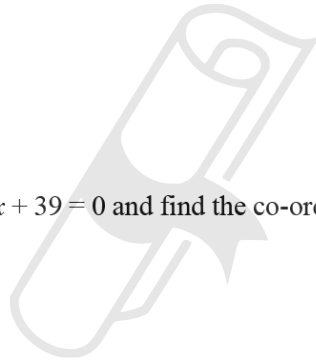 + 39 = 0 and find the co-or